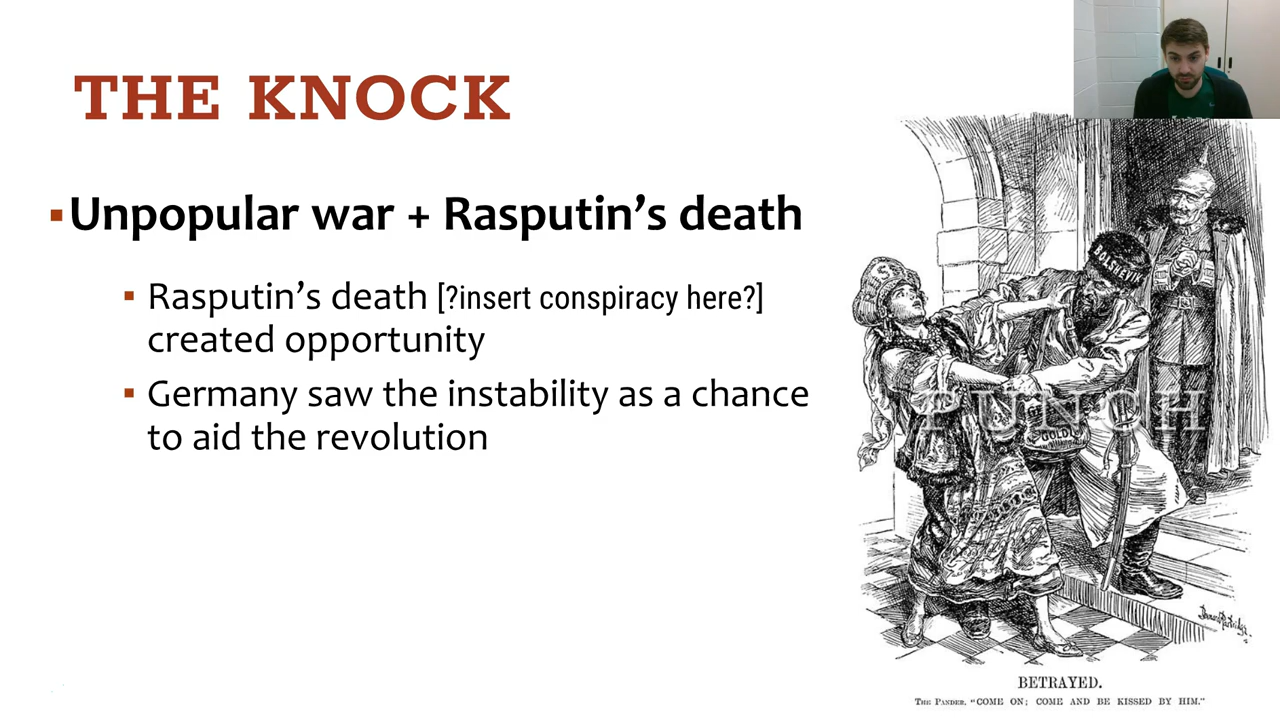 THE KNOCK
Unpopular war + Rasputin's death
Rasputin's death [?insert conspiracy here?]
created opportunity
Germany saw the instability as a chance
to aid the revolution
BOLSHEVIK
PUNCH
GOLD
BETRAYED.
The Pander. "COME ON; COME AND BE KISSED BY HIM."